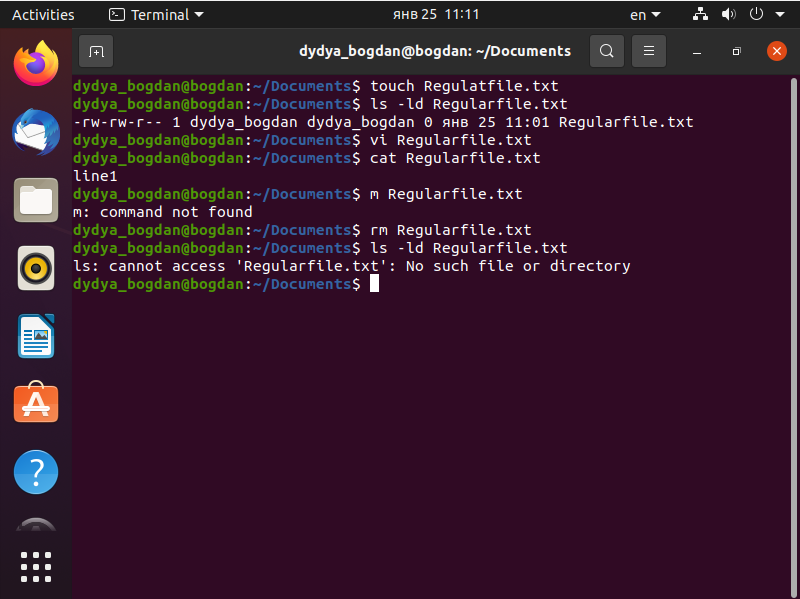 Activities
Terminal
янв 25 11:11
en
dydya_bogdan@bogdan: ~/Documents
dydya_bogdan@bogdan:~/Documents$ touch Regulatfile.txt
dydya_bogdan@bogdan:~/Documents$ ls -ld Regularfile.txt
-rw-rw-r-- 1 dydya_bogdan dydya_bogdan 0 янв 25 11:01 Regularfile.txt
dydya_bogdan@bogdan:~/Documents$ vi Regularfile.txt
dydya_bogdan@bogdan:~/Documents$ cat Regularfile.txt
line1
dydya_bogdan@bogdan:~/Documents$ m Regularfile.txt
m: command not found
dydya_bogdan@bogdan:~/Documents$ rm Regularfile.txt
dydya_bogdan@bogdan:~/Documents$ ls -ld Regularfile.txt
ls: cannot access 'Regularfile.txt': No such file or directory
dydya_bogdan@bogdan:~/Documents$